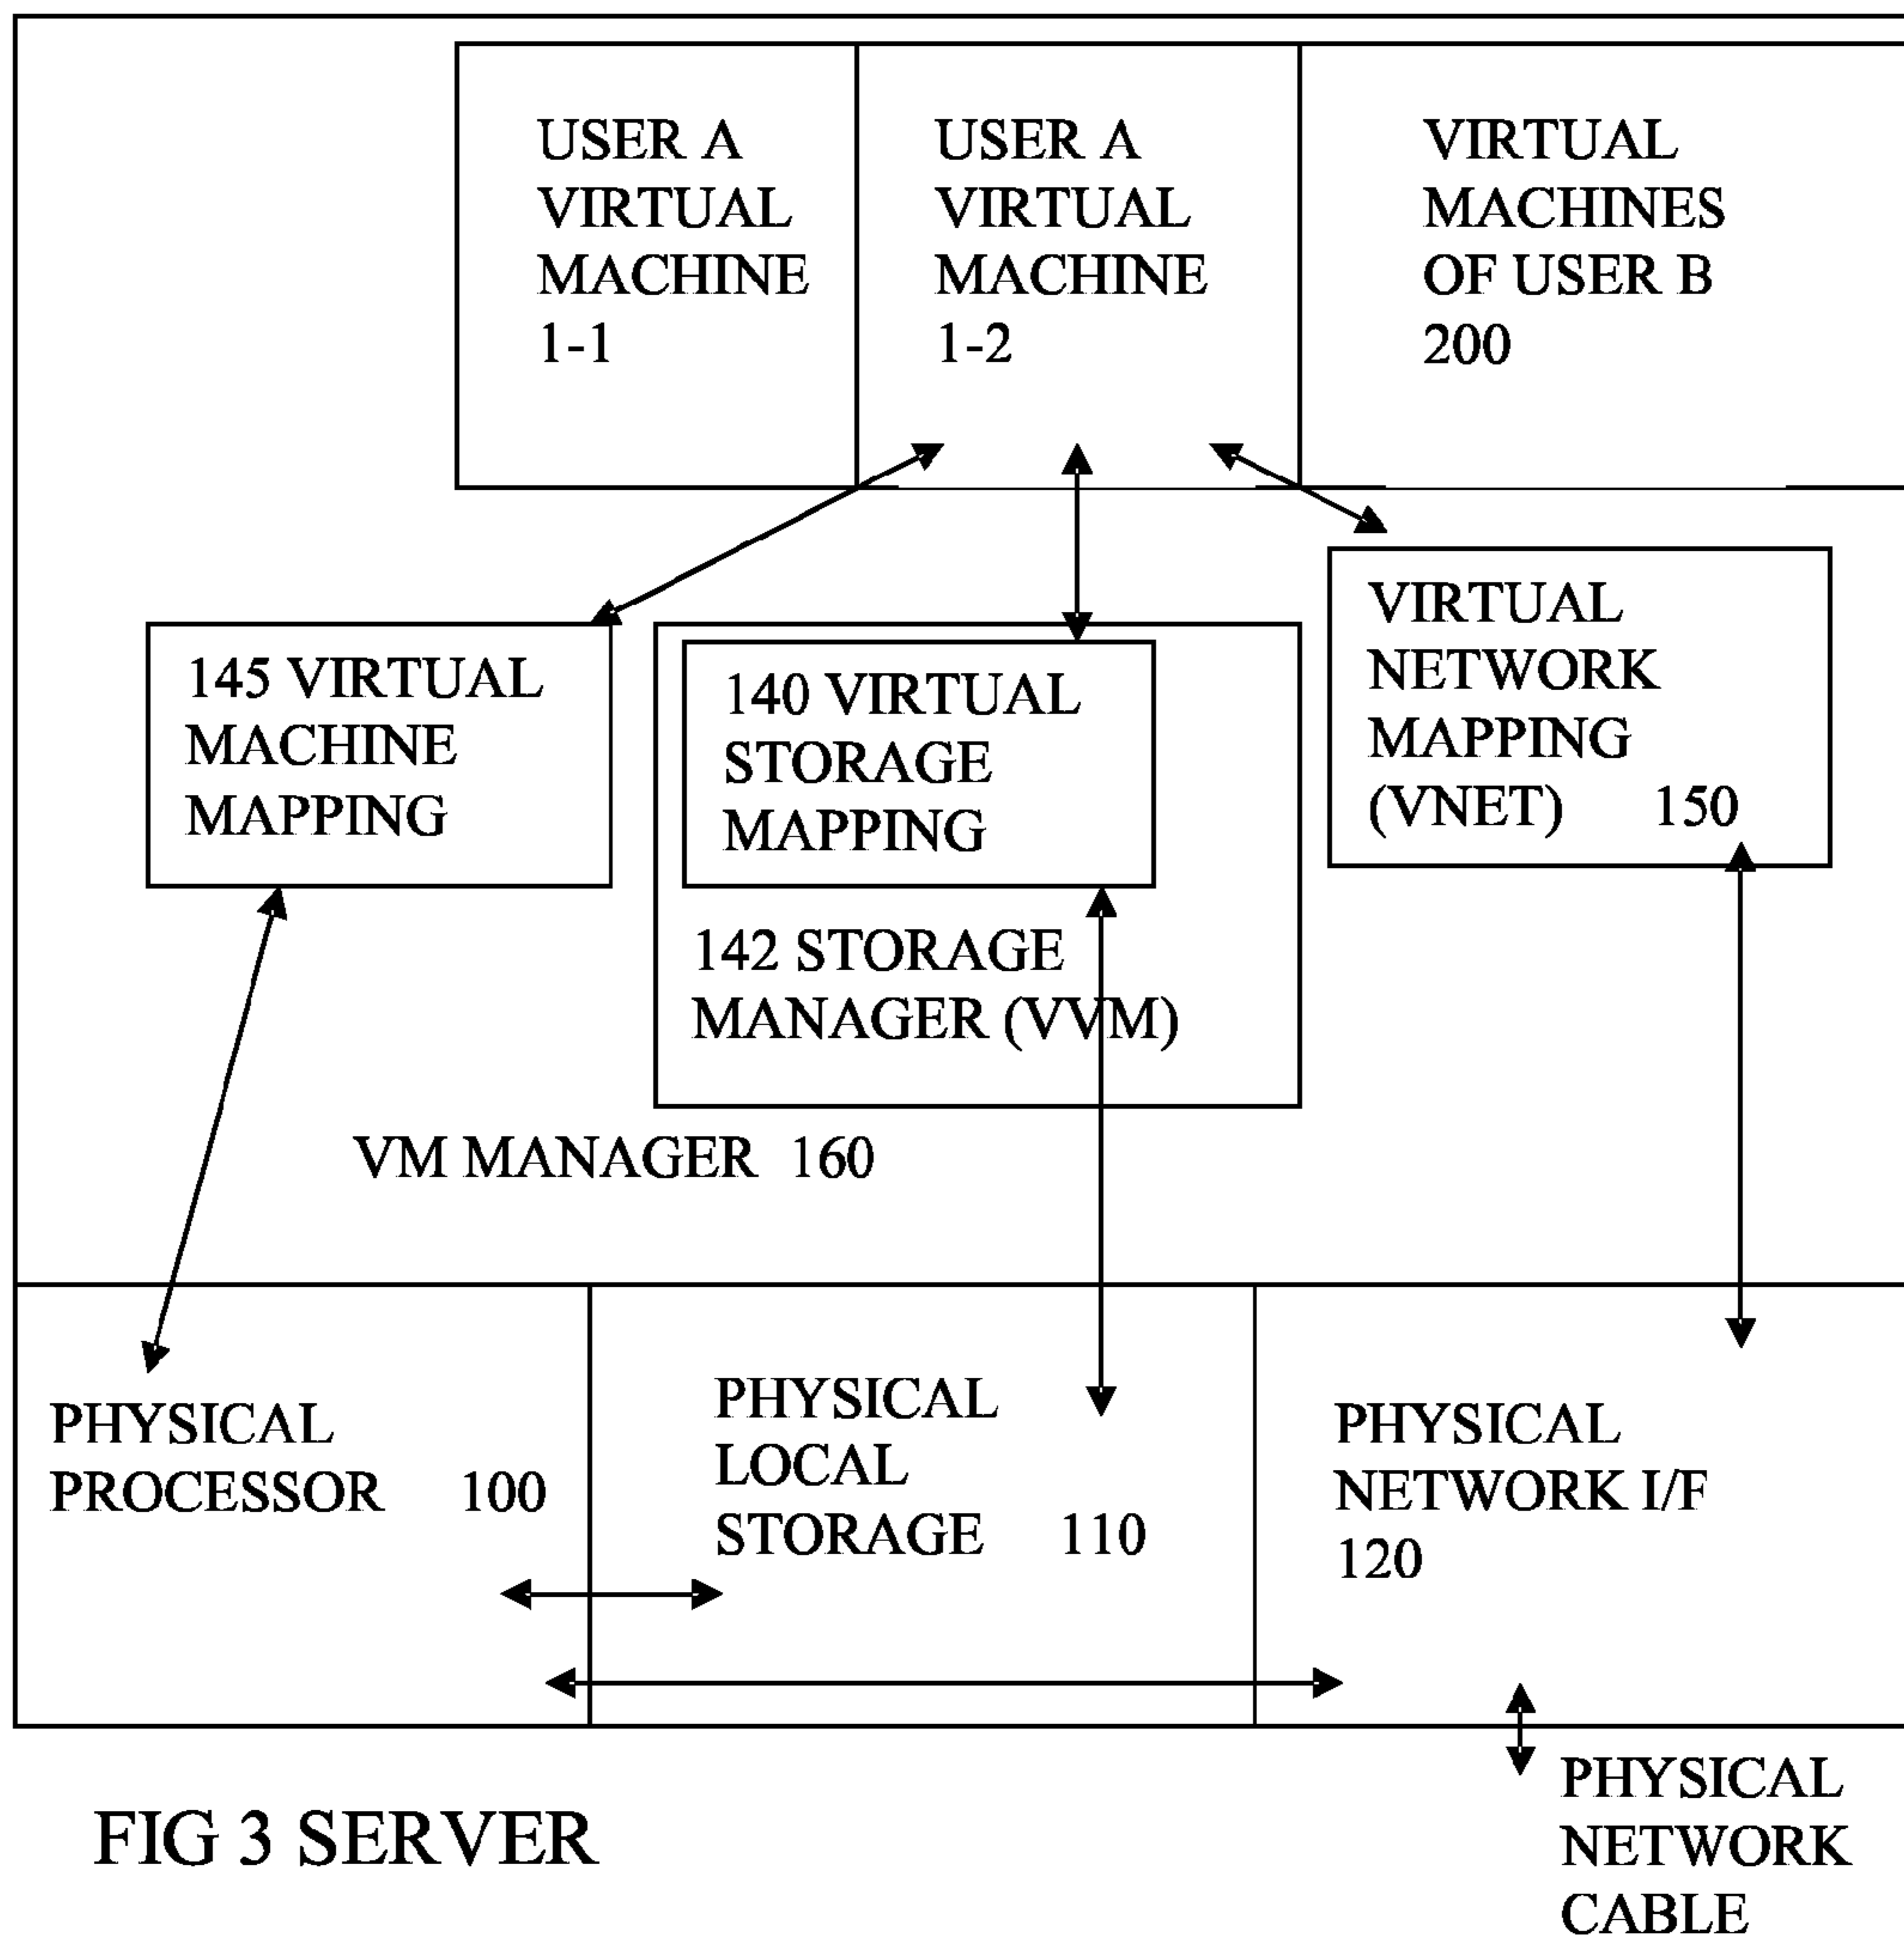 USER A
VIRTUAL
MACHINE
1-1
USER A
VIRTUAL
MACHINE
1-2
VIRTUAL
MACHINES
OF USER B
200
145 VIRTUAL
MACHINE
MAPPING
140 VIRTUAL
STORAGE
MAPPING
142 STORAGE
MANAGER (VVM)
VIRTUAL
NETWORK
MAPPING
(VNET) 150
VM MANAGER 160
PHYSICAL
PROCESSOR 100
PHYSICAL
LOCAL
STORAGE 110
PHYSICAL
NETWORK I/F
120
PHYSICAL
NETWORK
CABLE
FIG 3 SERVER